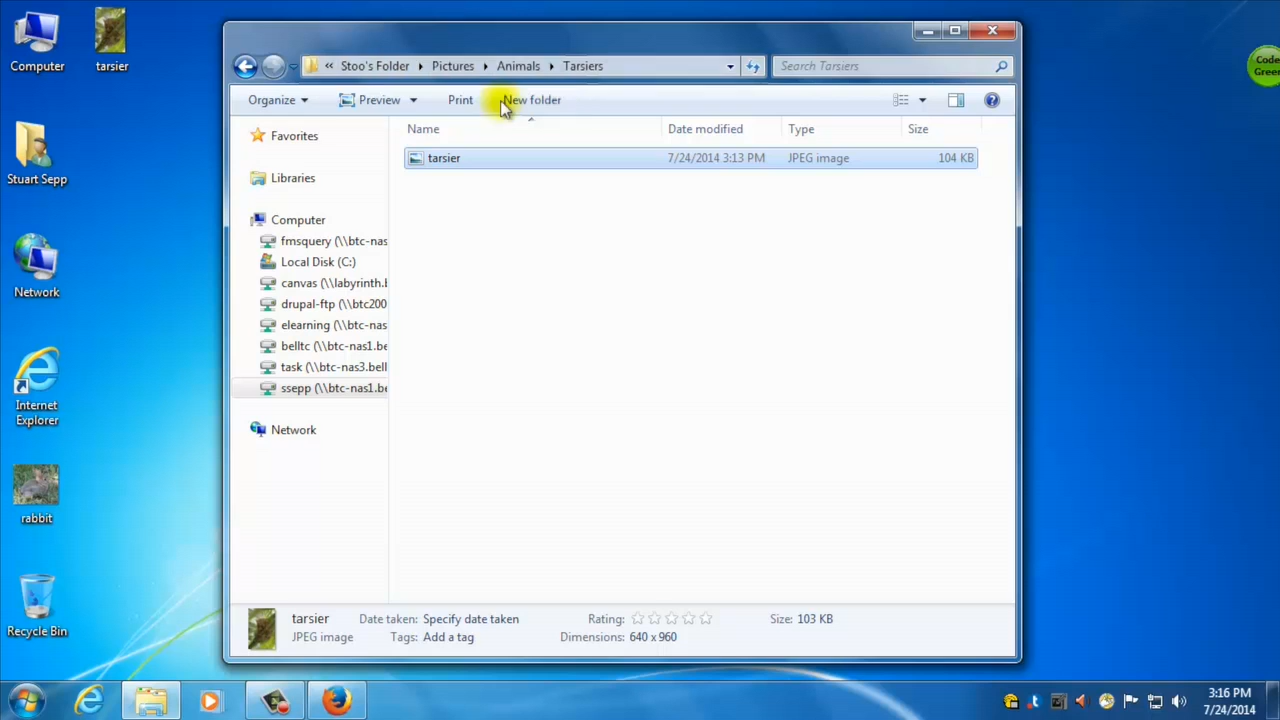 Computer
tarsier
Stuart Sepp
Network
Internet
Explorer
rabbit
Recycle Bin
« Stoo's Folder Pictures Animals Tarsiers
Search Tarsiers
Organize Preview Print New folder
Favorites
Libraries
Computer
fmsquery (\\btc-nas
Local Disk (C:)
canvas (\\labyrinth.b
drupal-ftp (\\btc200
elearning (\\btc-nas
belltc (\\btc-nas1.be
task (\\btc-nas3.bell
ssepp (\\btc-nas1.be
Network
Name Date modified Type Size
tarsier 7/24/2014 3:13 PM JPEG image 104 KB
tarsier Date taken: Specify date taken Rating: Size: 103 KB
JPEG image Tags: Add a tag Dimensions: 640 x 960
Code
Green
3:16 PM
7/24/2014